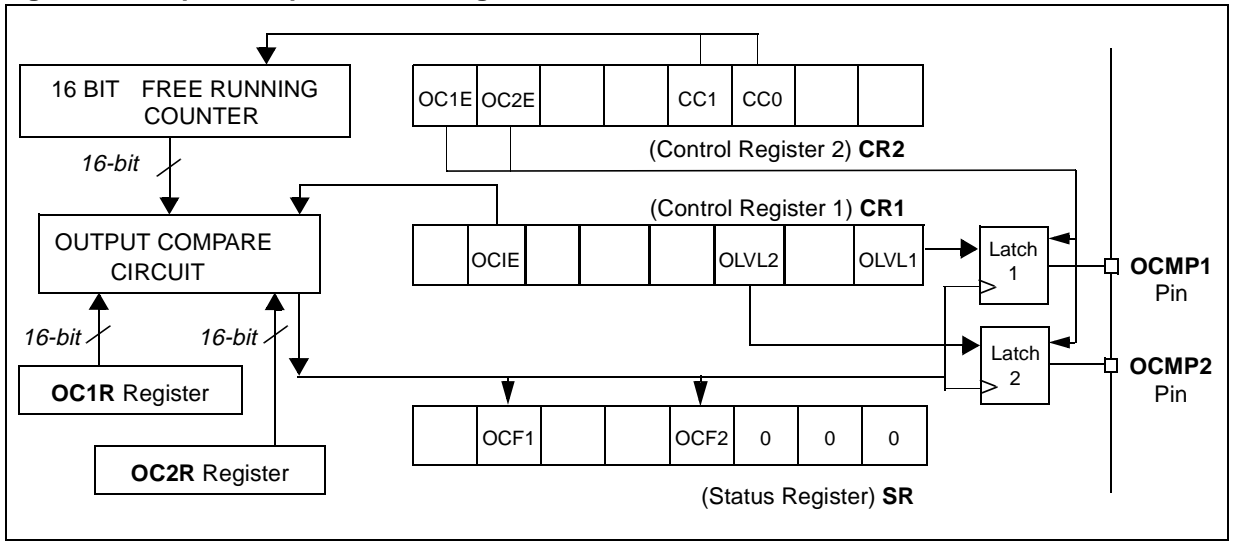 16 BIT FREE RUNNING
COUNTER
16-bit
OC1E OC2E CC1 CC0
(Control Register 2) CR2
(Control Register 1) CR1
OUTPUT COMPARE
CIRCUIT
OCIE OLVL2 OLVL1
Latch
1
OCMP1
Pin
16-bit 16-bit
Latch
2
OCMP2
Pin
OC1R Register
OCF1 OCF2 0 0 0
OC2R Register
(Status Register) SR